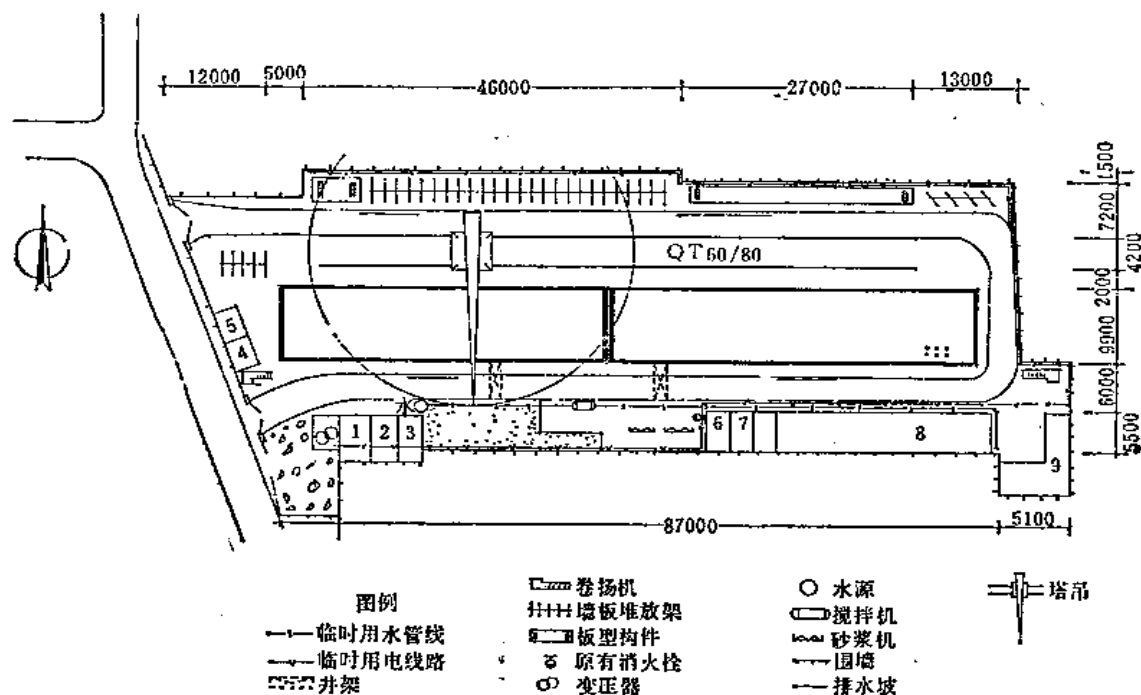 12000 5000 46000 27000 13000
1500
7200
QT60/80
4200
2000
5
4
9900
6000
1 2 3 6 7 8
5500
9
87000 5100
图例
临时用水管线
临时用电线路
井架
卷扬机
墙板堆放架
板型构件
原有消火栓
变压器
水源
搅拌机
砂浆机
围墙
排水坡
塔吊